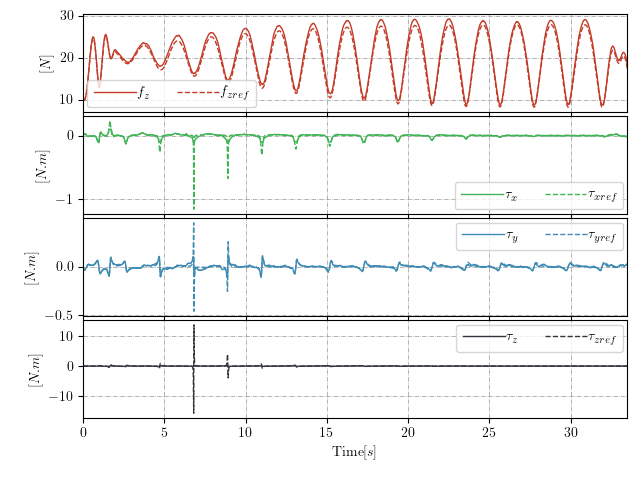 30
20
10
[N]
f_z f_zref
0
−1
[N.m]
τ_x τ_xref
0.0
−0.5
[N.m]
τ_y τ_yref
10
0
−10
[N.m]
τ_z τ_zref
0 5 10 15 20 25 30
Time[s]